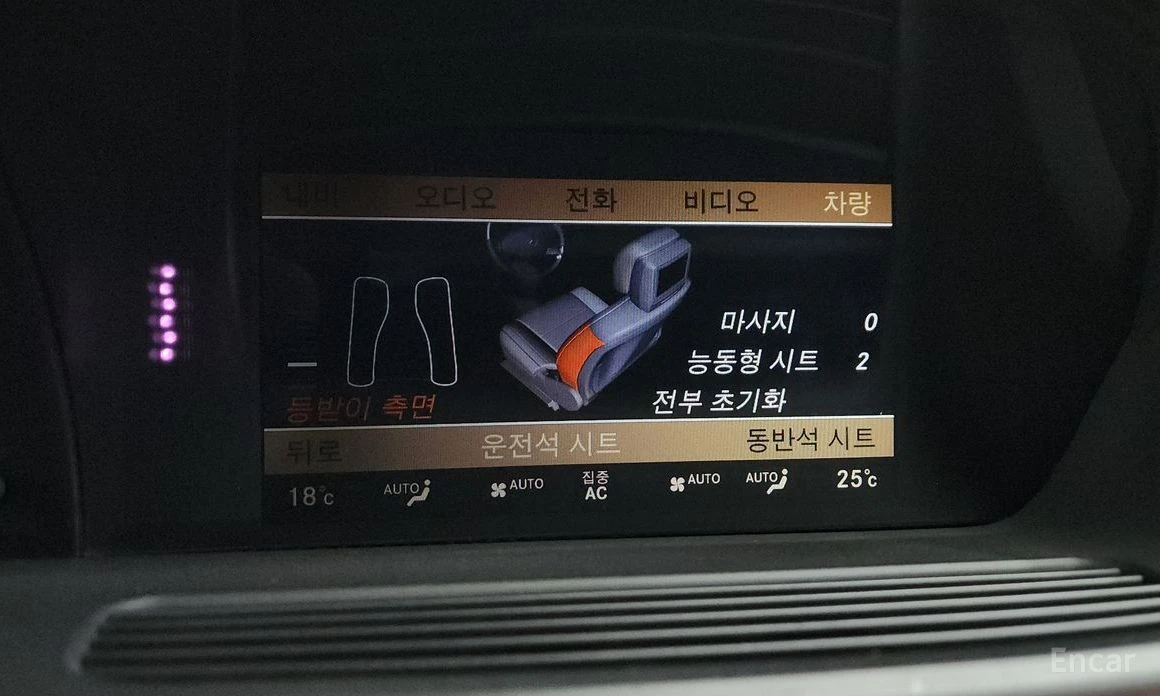 내비 오디오 전화 비디오 차량
마사지 0
능동형 시트 2
등받이 측면
전부 초기화
뒤로 운전석 시트 동반석 시트
18°C AUTO AUTO 집중 AC AUTO AUTO 25°C
Encar